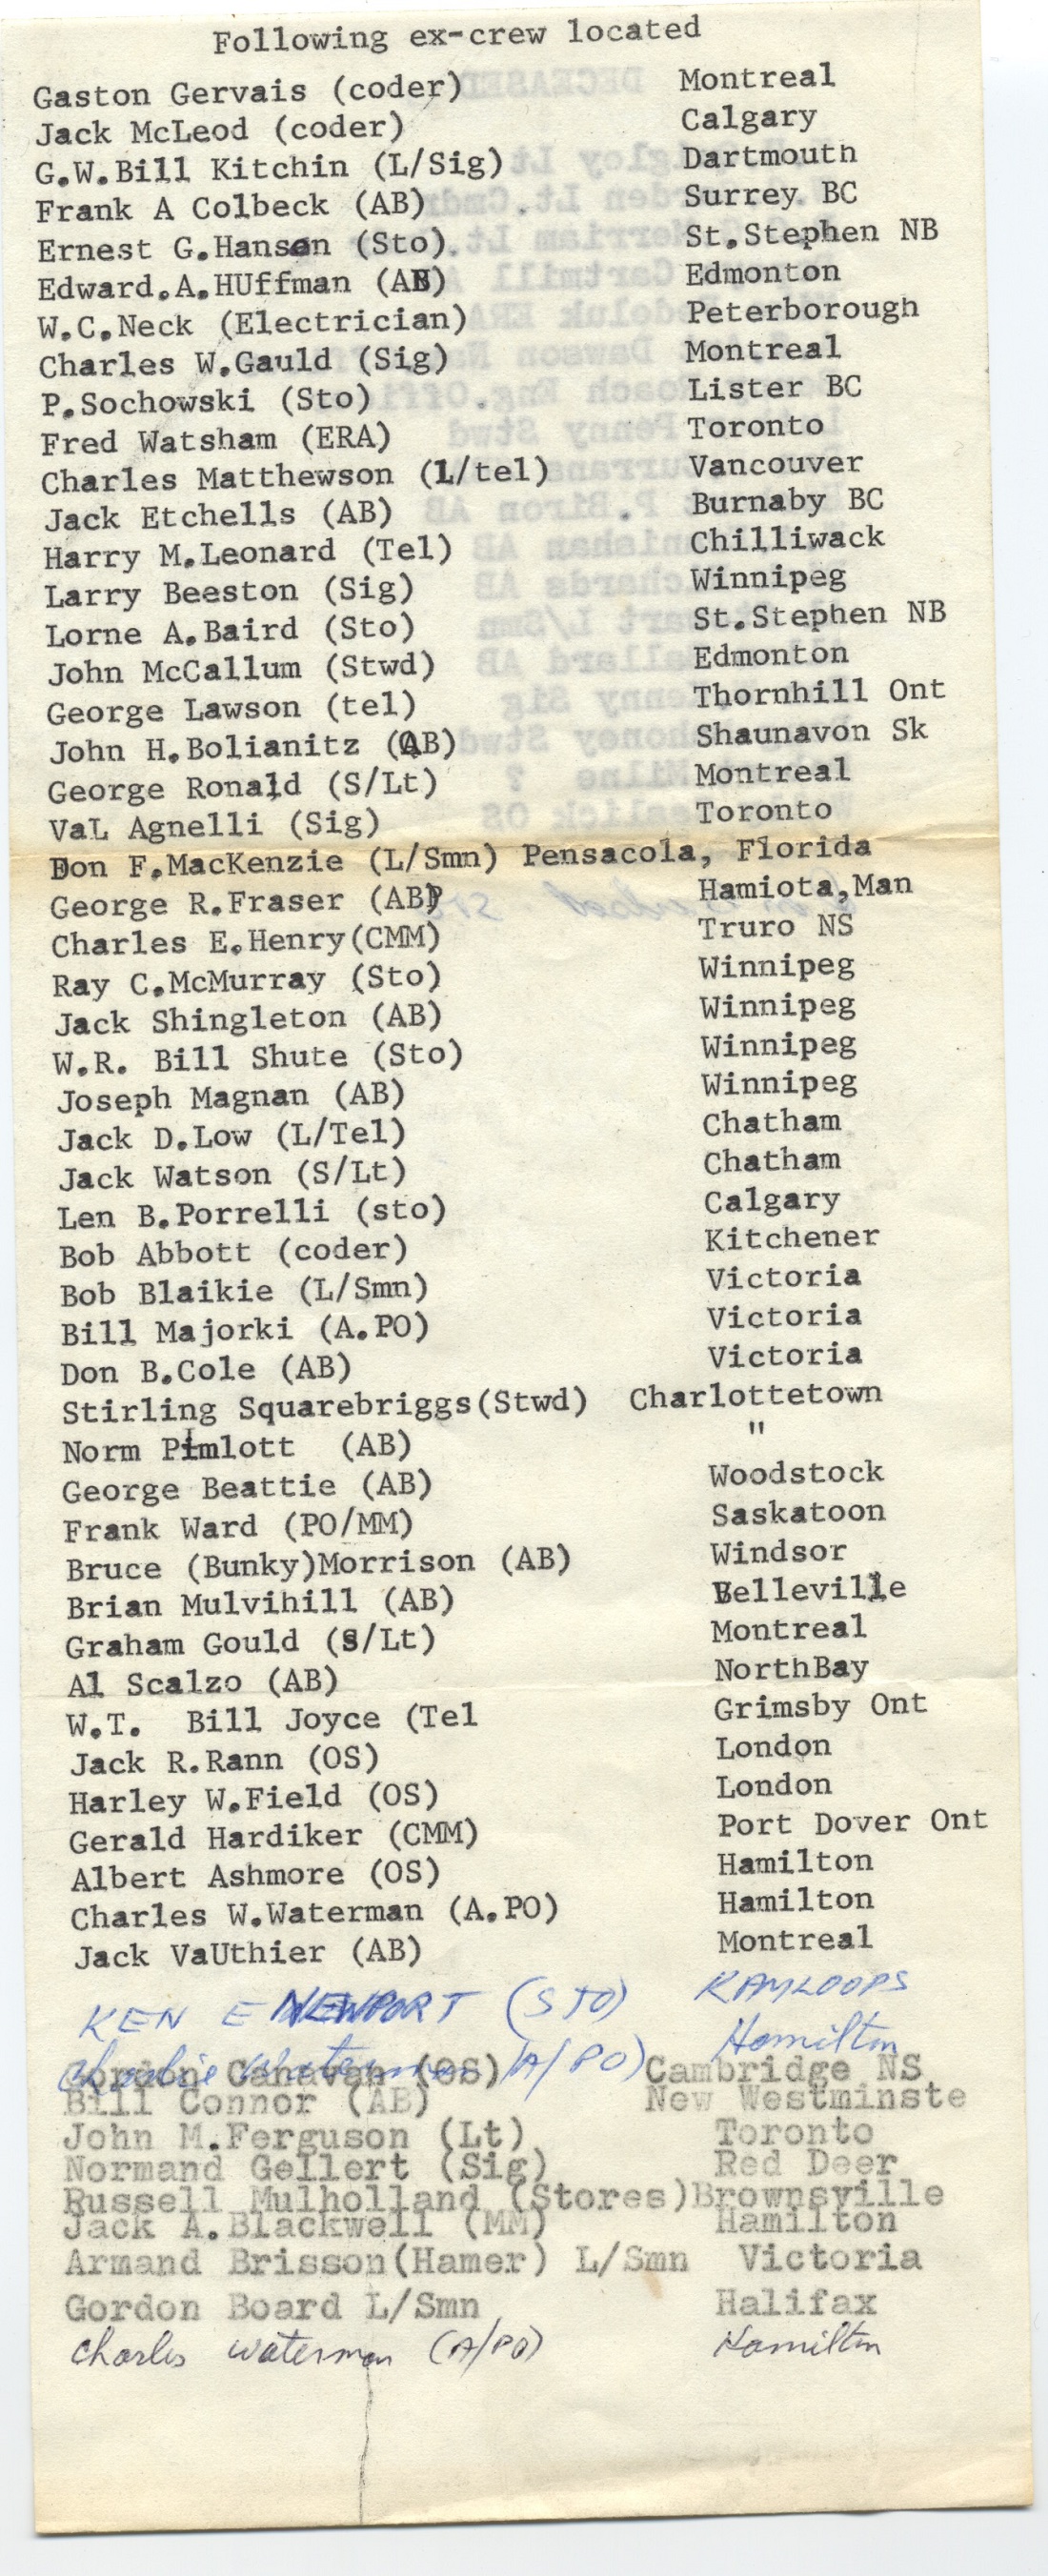 Following ex-crew located
Gaston Gervais (coder) Montreal
Jack McLeod (coder) Calgary
G.W.Bill Kitchin (L/Sig) Dartmouth
Frank A Colbeck (AB) Surrey BC
Ernest G.Hanson (Sto). St.Stephen NB
Edward.A.HUffman (AB) Edmonton
W.C.Neck (Electrician) Peterborough
Charles W.Gauld (Sig) Montreal
P.Sochowski (Sto) Lister BC
Fred Watsham (ERA) Toronto
Charles Matthewson (L/tel) Vancouver
Jack Etchells (AB) Burnaby BC
Harry M.Leonard (Tel) Chilliwack
Larry Beeston (Sig) Winnipeg
Lorne A.Baird (Sto) St.Stephen NB
John McCallum (Stwd) Edmonton
George Lawson (tel) Thornhill Ont
John H.Bolianitz (AB) Shaunavon Sk
George Ronald (S/Lt) Montreal
VaL Agnelli (Sig) Toronto
Don F.MacKenzie (L/Smn) Pensacola, Florida
George R.Fraser (AB) Hamiota,Man
Charles E.Henry(CMM) Truro NS
Ray C.McMurray (Sto) Winnipeg
Jack Shingleton (AB) Winnipeg
W.R. Bill Shute (Sto) Winnipeg
Joseph Magnan (AB) Winnipeg
Jack D.Low (L/Tel) Chatham
Jack Watson (S/Lt) Chatham
Len B.Porrelli (sto) Calgary
Bob Abbott (coder) Kitchener
Bob Blaikie (L/Smn) Victoria
Bill Majorki (A.PO) Victoria
Don B.Cole (AB) Victoria
Stirling Squarebriggs(Stwd) Charlottetown
Norm Pimlott (AB) "
George Beattie (AB) Woodstock
Frank Ward (PO/MM) Saskatoon
Bruce (Bunky)Morrison (AB) Windsor
Brian Mulvihill (AB) Belleville
Graham Gould (S/Lt) Montreal
Al Scalzo (AB) NorthBay
W.T. Bill Joyce (Tel Grimsby Ont
Jack R.Rann (OS) London
Harley W.Field (OS) London
Gerald Hardiker (CMM) Port Dover Ont
Albert Ashmore (OS) Hamilton
Charles W.Waterman (A.PO) Hamilton
Jack VaUthier (AB) Montreal
KEN E NEWPORT (STO) KAMLOOPS
Charlie Waterman (A/PO) Hamilton
Gordon Canavan (OS) Cambridge NS
Bill Connor (AB) New Westminste
John M.Ferguson (Lt) Toronto
Normand Gellert (Sig) Red Deer
Russell Mulholland (Stores)Brownsville
Jack A.Blackwell (MM) Hamilton
Armand Brisson(Hamer) L/Smn Victoria
Gordon Board L/Smn Halifax
Charles Waterman (A/PO) Hamilton